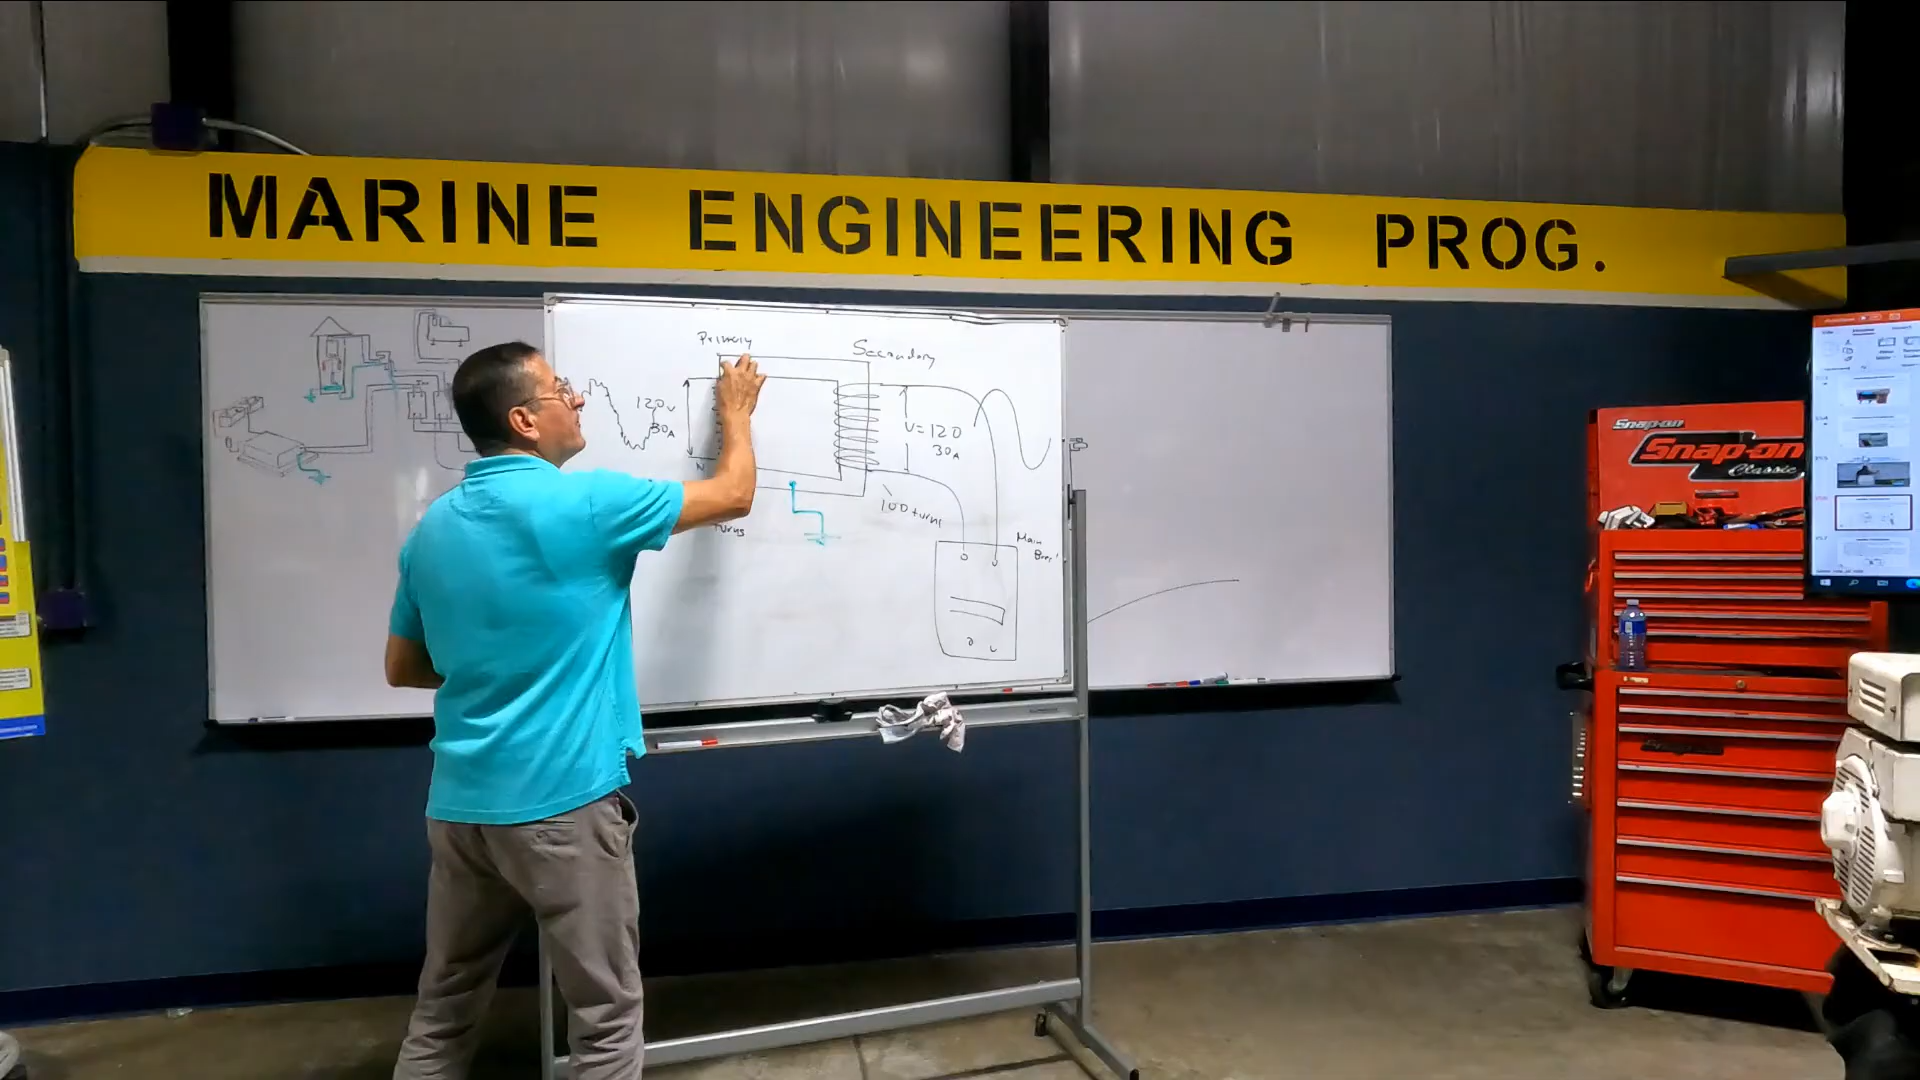 MARINE ENGINEERING PROG.
Primary
Secondary
120v
30A
N
V=120
30A
100 turns
turns
Main
Snap-on
Snap-on
Classic